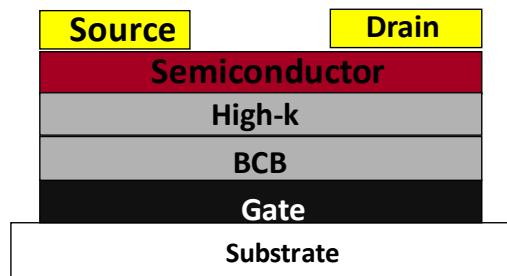 Source
Drain
Semiconductor
High-k
BCB
Gate
Substrate